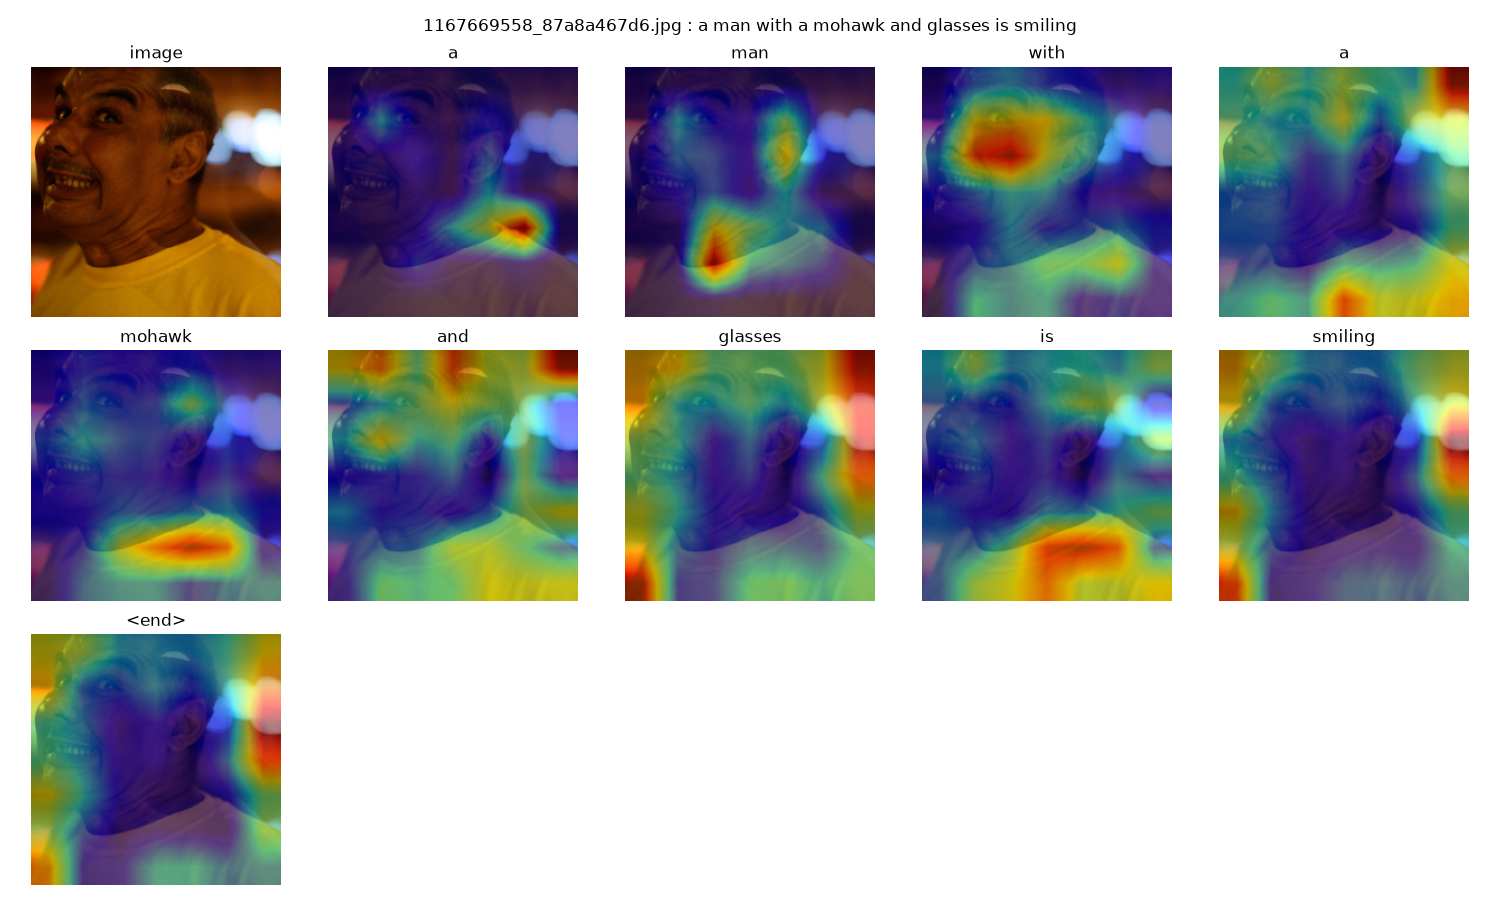 1167669558_87a8a467d6.jpg : a man with a mohawk and glasses is smiling
image a man with a
mohawk and glasses is smiling
<end>